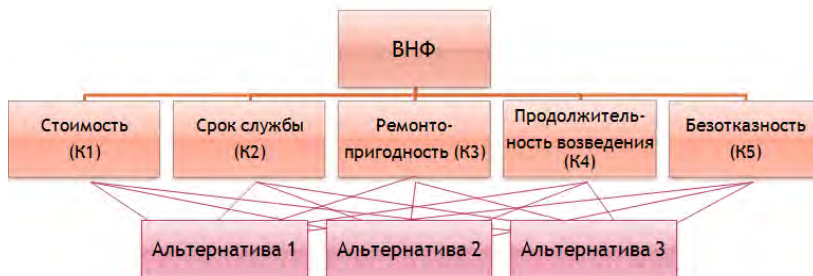 ВНФ
Стоимость
(К1)
Срок службы
(К2)
Ремонто-
пригодность (К3)
Продолжитель-
ность возведения
(К4)
Безотказность
(К5)
Альтернатива 1
Альтернатива 2
Альтернатива 3